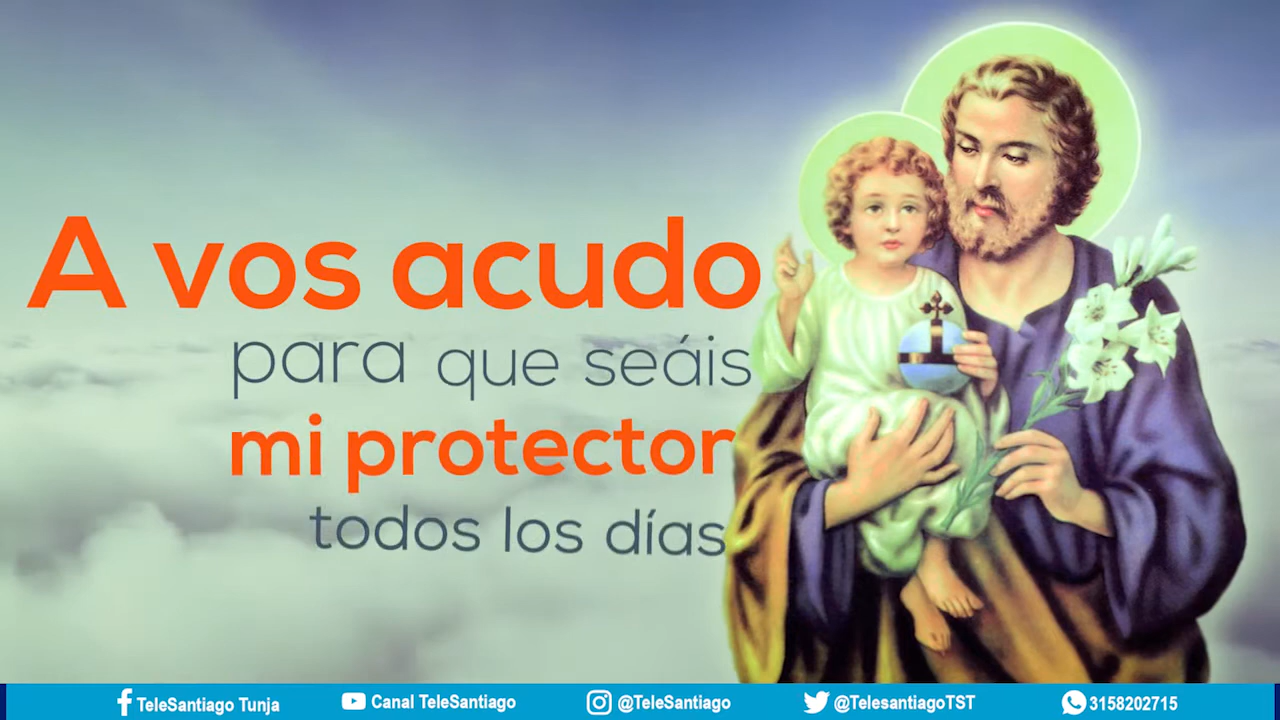 A vos acudo
para que seáis
mi protector
todos los días
TeleSantiago Tunja Canal TeleSantiago @TeleSantiago @TelesantiagoTST 3158202715